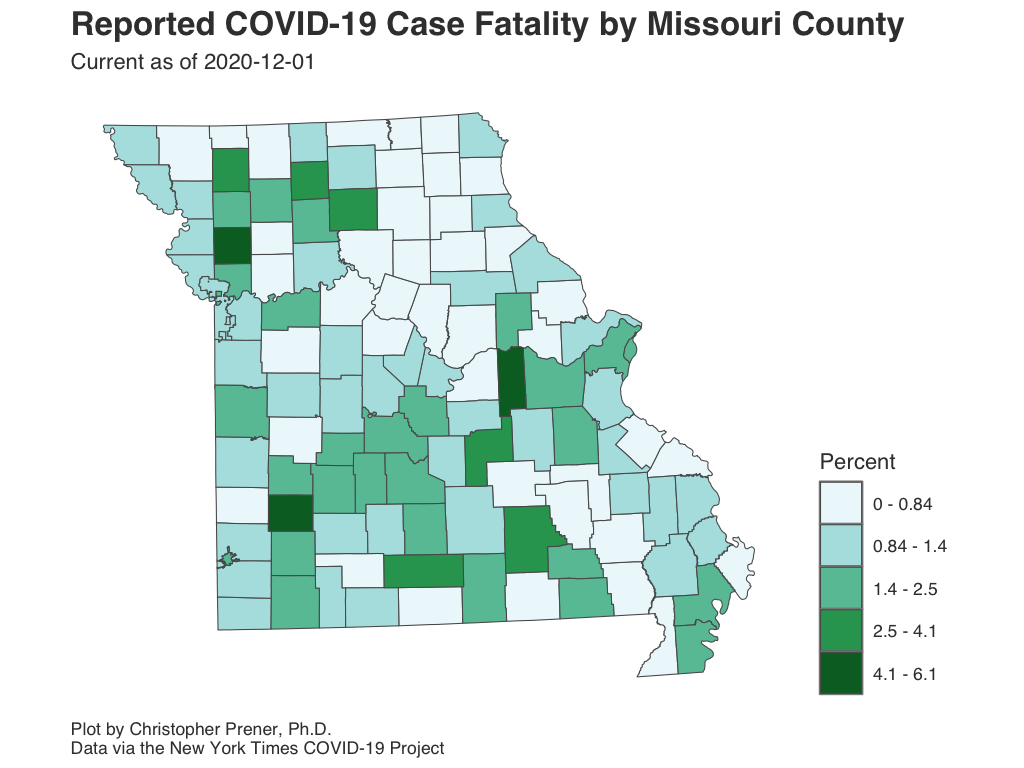 Reported COVID-19 Case Fatality by Missouri County
Current as of 2020-12-01
Percent
0 - 0.84
0.84 - 1.4
1.4 - 2.5
2.5 - 4.1
4.1 - 6.1
Plot by Christopher Prener, Ph.D.
Data via the New York Times COVID-19 Project